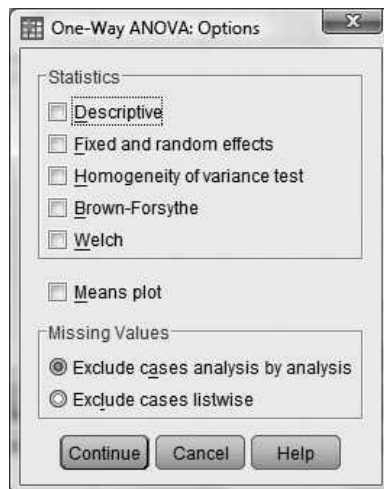 One-Way ANOVA: Options
Statistics
Descriptive
Fixed and random effects
Homogeneity of variance test
Brown-Forsythe
Welch
Means plot
Missing Values
Exclude cases analysis by analysis
Exclude cases listwise
Continue Cancel Help